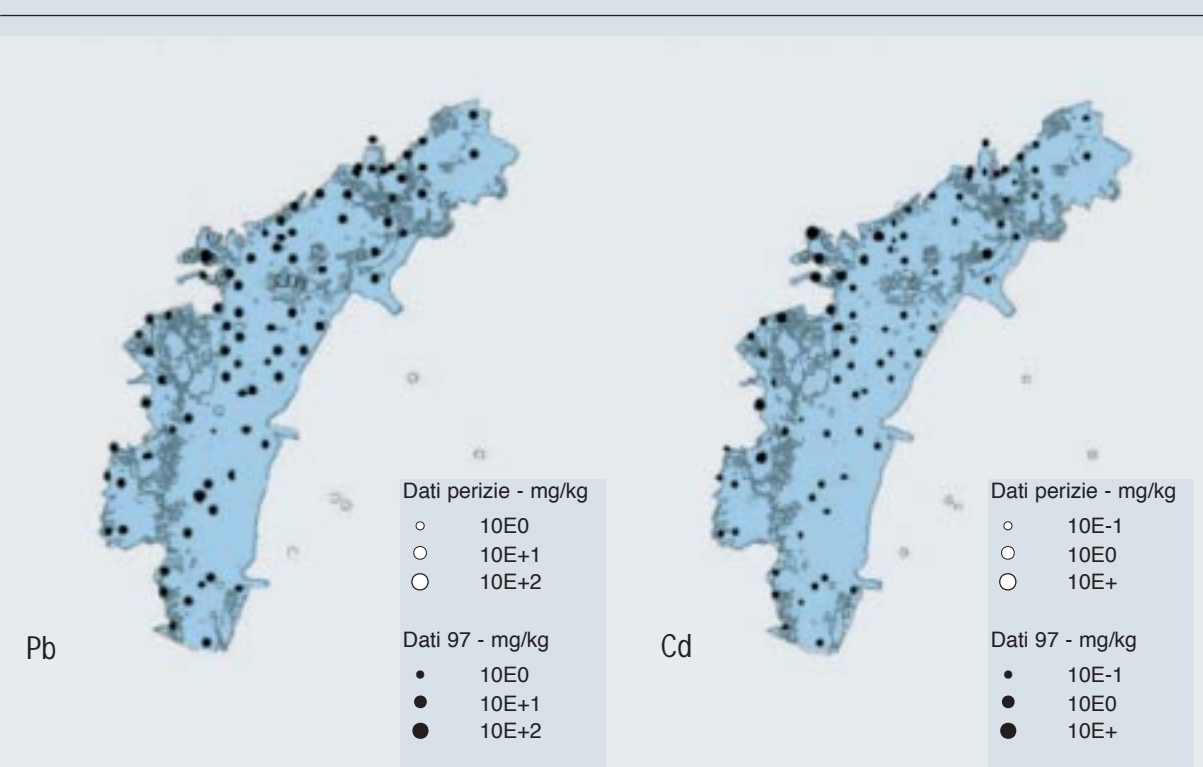 Pb
Dati perizie - mg/kg
10E0
10E+1
10E+2
Dati 97 - mg/kg
10E0
10E+1
10E+2
Cd
Dati perizie - mg/kg
10E-1
10E0
10E+
Dati 97 - mg/kg
10E-1
10E0
10E+